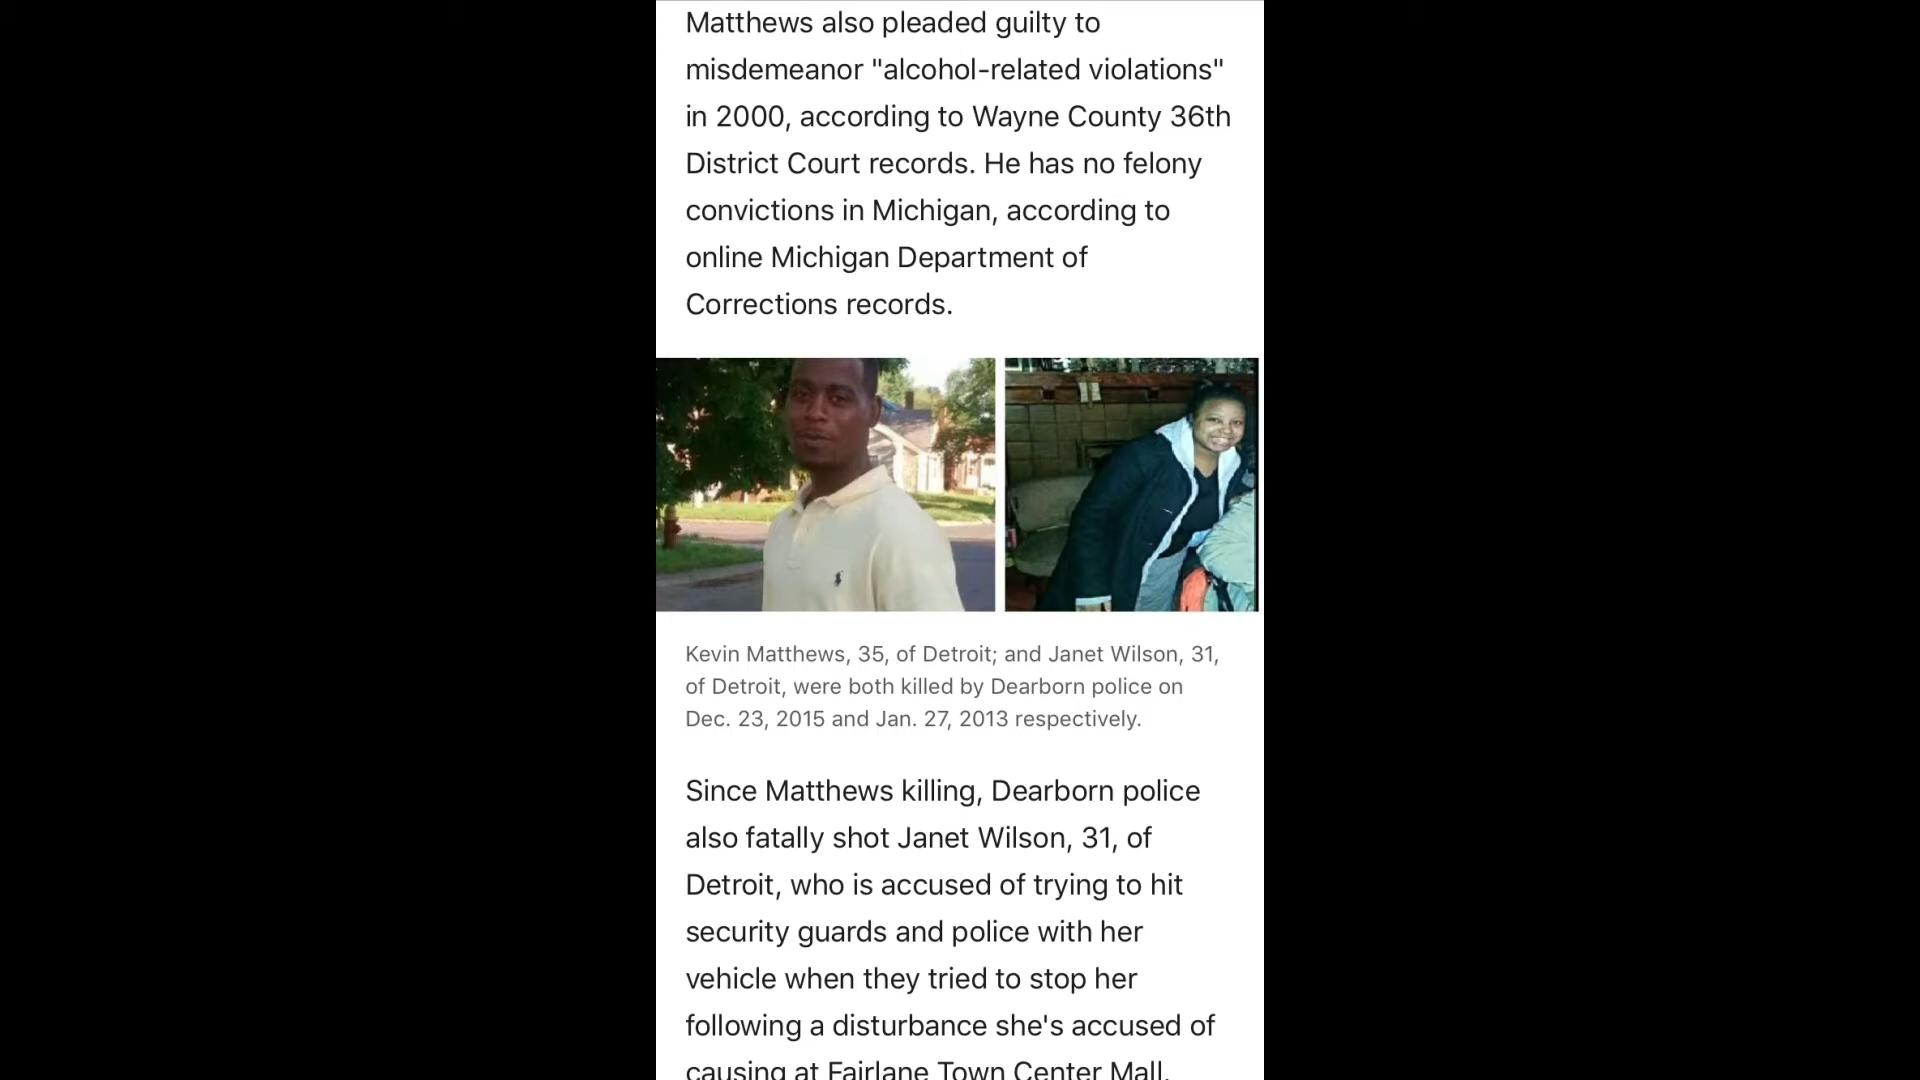 Matthews also pleaded guilty to
misdemeanor "alcohol-related violations"
in 2000, according to Wayne County 36th
District Court records. He has no felony
convictions in Michigan, according to
online Michigan Department of
Corrections records.
Kevin Matthews, 35, of Detroit; and Janet Wilson, 31,
of Detroit, were both killed by Dearborn police on
Dec. 23, 2015 and Jan. 27, 2013 respectively.
Since Matthews killing, Dearborn police
also fatally shot Janet Wilson, 31, of
Detroit, who is accused of trying to hit
security guards and police with her
vehicle when they tried to stop her
following a disturbance she's accused of
causing at Fairlane Town Center Mall.